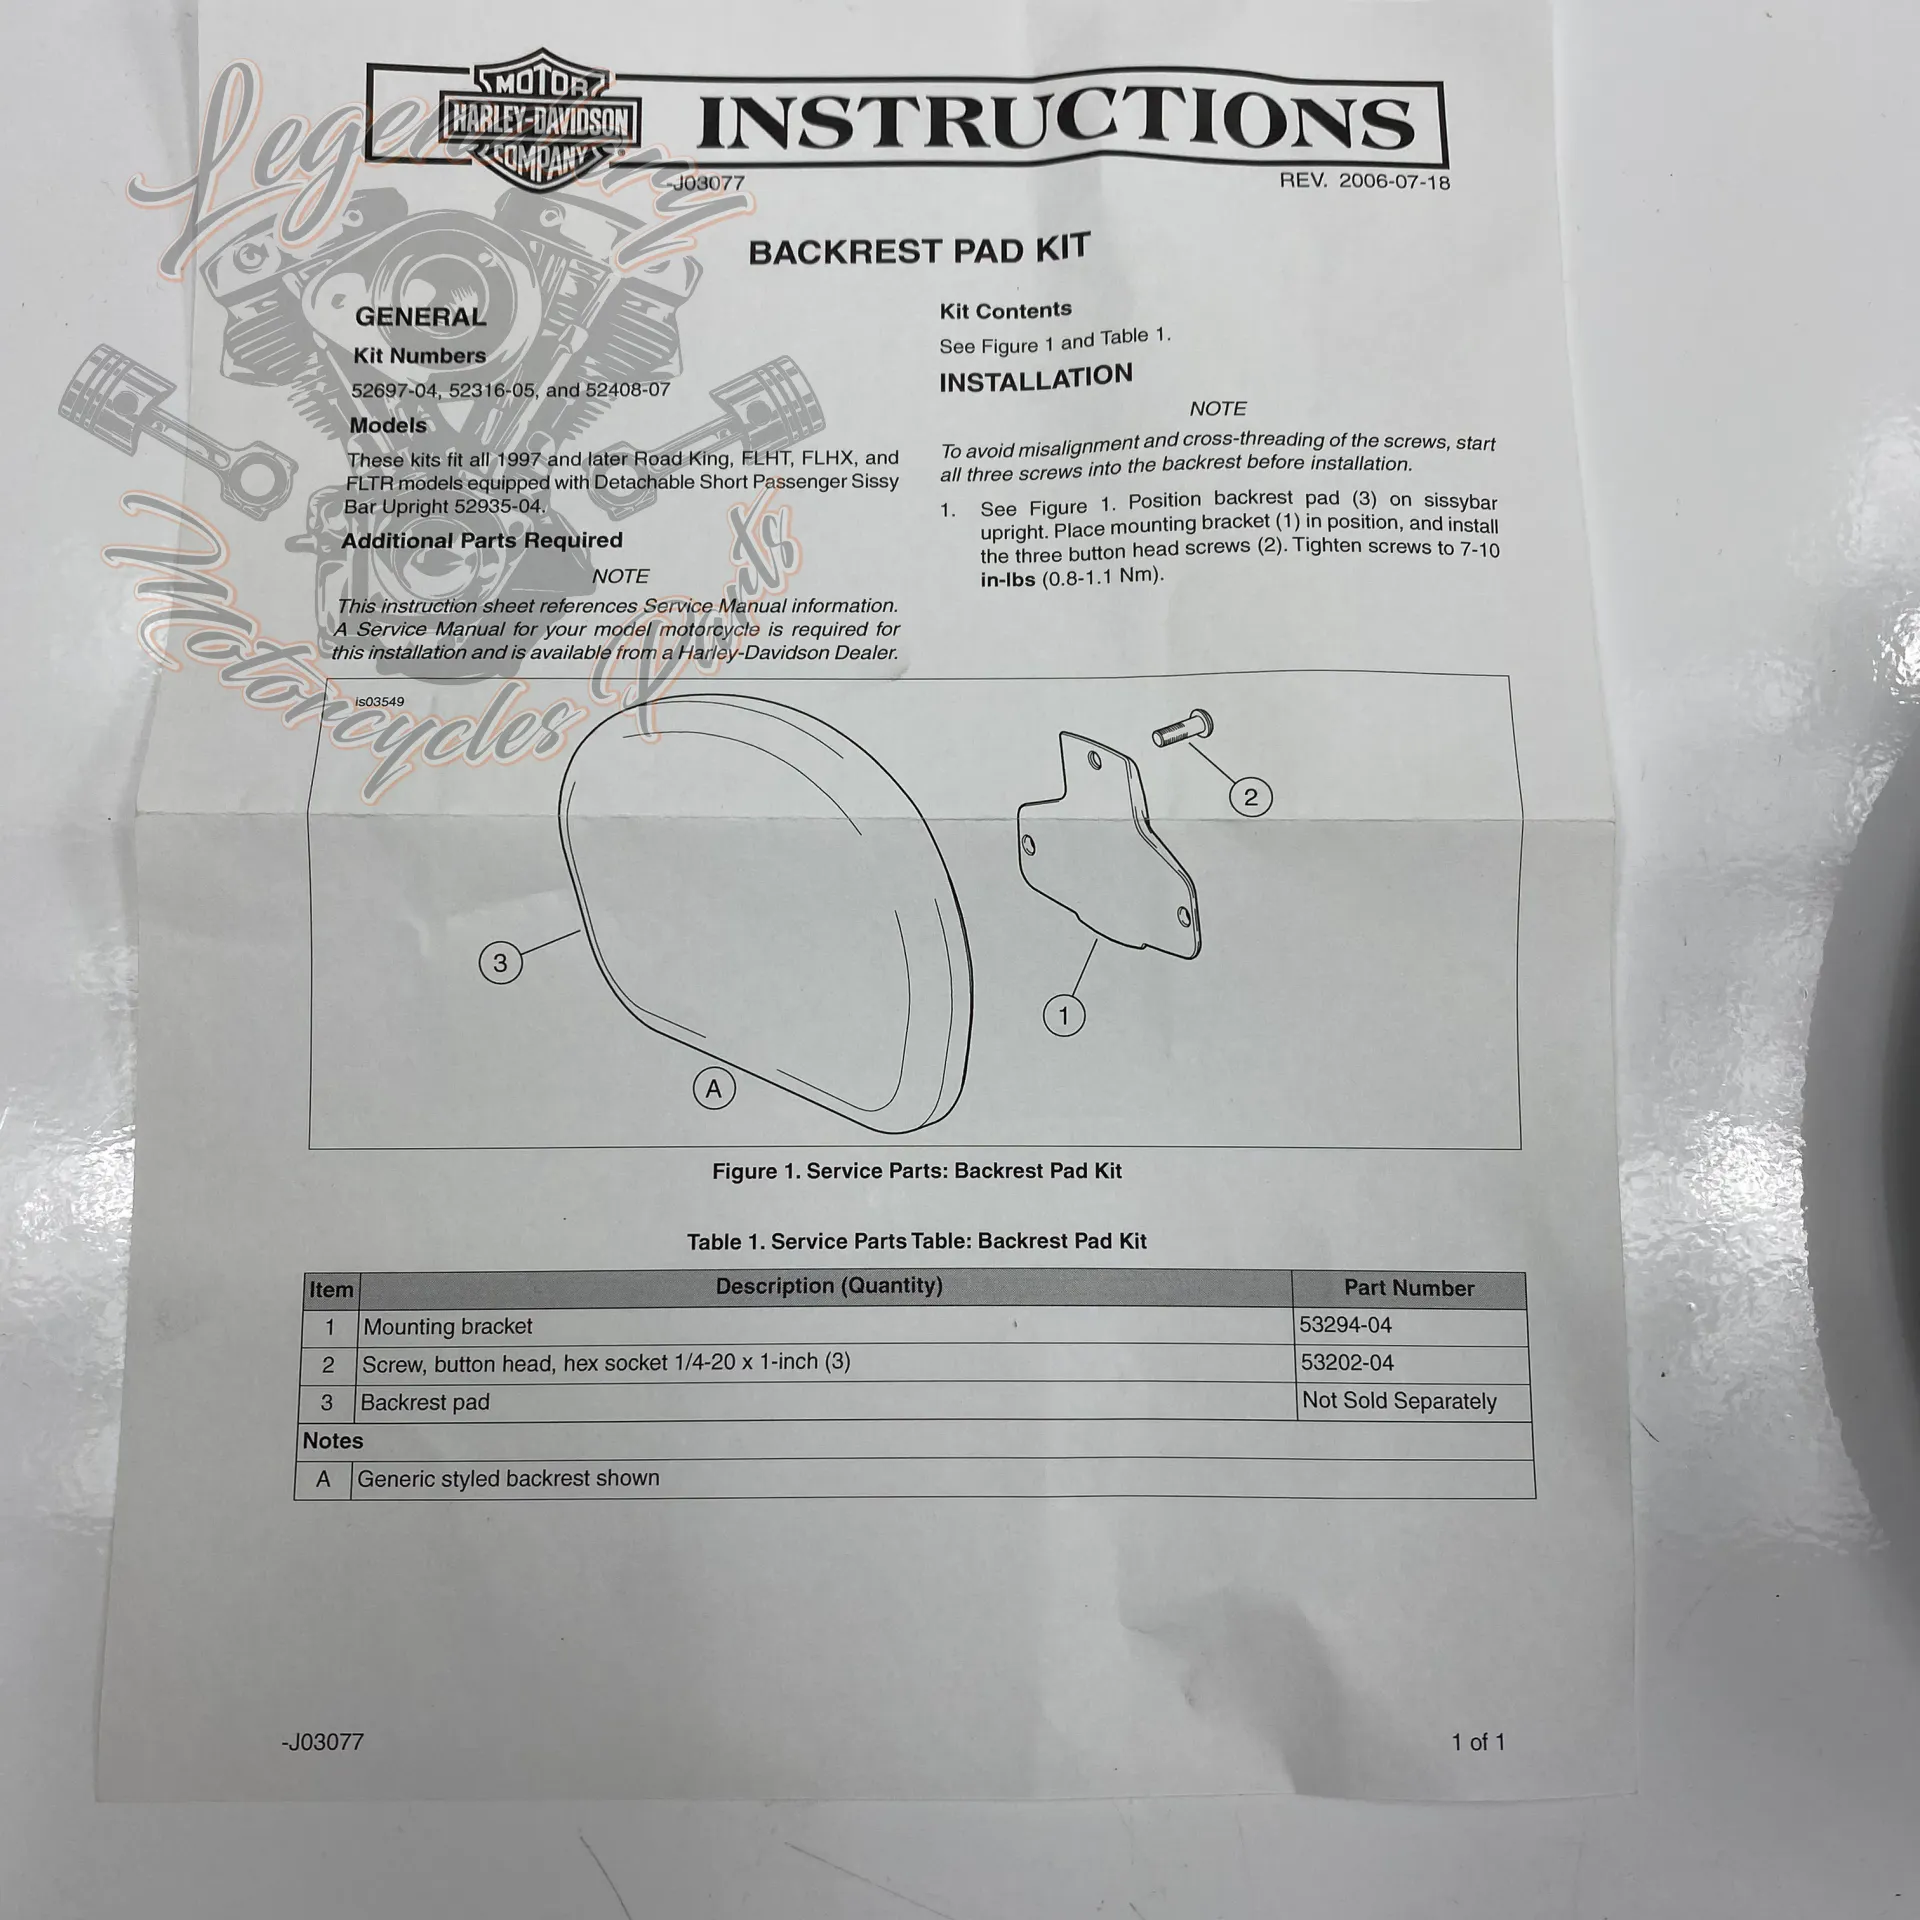 MOTOR
HARLEY-DAVIDSON
COMPANY
INSTRUCTIONS
-J03077
REV. 2006-07-18
Legendary
Motorcycles Parts
BACKREST PAD KIT
GENERAL
Kit Numbers
52697-04, 52316-05, and 52408-07
Models
These kits fit all 1997 and later Road King, FLHT, FLHX, and
FLTR models equipped with Detachable Short Passenger Sissy
Bar Upright 52935-04.
Additional Parts Required
NOTE
This instruction sheet references Service Manual information.
A Service Manual for your model motorcycle is required for
this installation and is available from a Harley-Davidson Dealer.
Kit Contents
See Figure 1 and Table 1.
INSTALLATION
NOTE
To avoid misalignment and cross-threading of the screws, start
all three screws into the backrest before installation.
1. See Figure 1. Position backrest pad (3) on sissybar
upright. Place mounting bracket (1) in position, and install
the three button head screws (2). Tighten screws to 7-10
in-lbs (0.8-1.1 Nm).
is03549
2
3
1
A
Figure 1. Service Parts: Backrest Pad Kit
Table 1. Service Parts Table: Backrest Pad Kit
Item Description (Quantity) Part Number
1 Mounting bracket 53294-04
2 Screw, button head, hex socket 1/4-20 x 1-inch (3) 53202-04
3 Backrest pad Not Sold Separately
Notes
A Generic styled backrest shown
-J03077
1 of 1